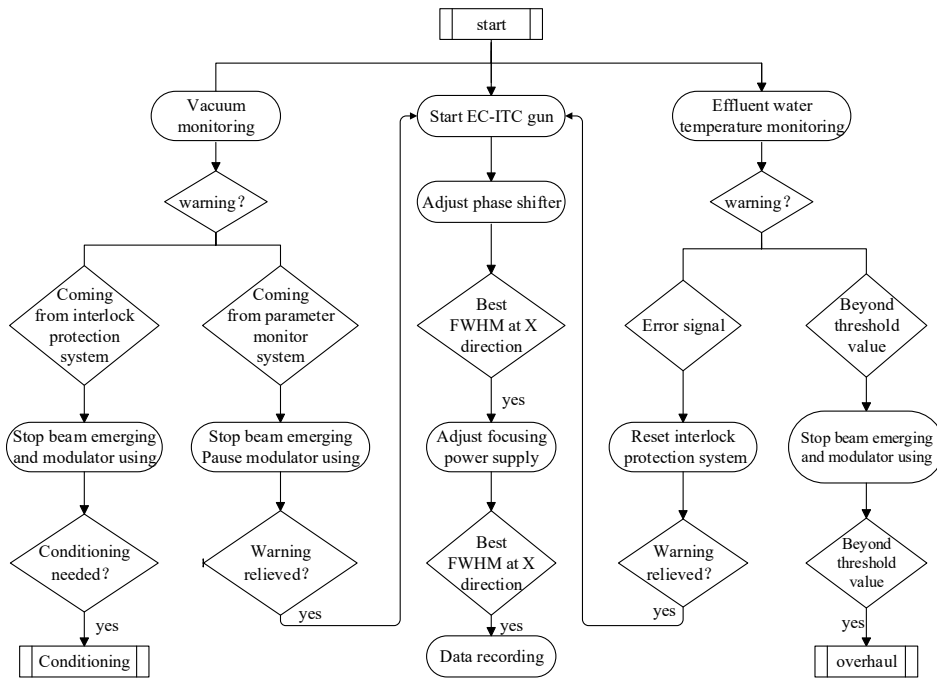 start
Vacuum
monitoring
warning?
Coming
from interlock
protection
system
Coming
from parameter
monitor
system
Stop beam emerging
and modulator using
Stop beam emerging
Pause modulator using
Conditioning
needed?
Warning
relieved?
yes
yes
Conditioning
Start EC-ITC gun
Adjust phase shifter
Best
FWHM at X
direction
yes
Adjust focusing
power supply
Best
FWHM at X
direction
yes
Data recording
Effluent water
temperature monitoring
warning?
Error signal
Beyond
threshold
value
Reset interlock
protection system
Stop beam emerging
and modulator using
Warning
relieved?
Beyond
threshold
value
yes
yes
overhaul